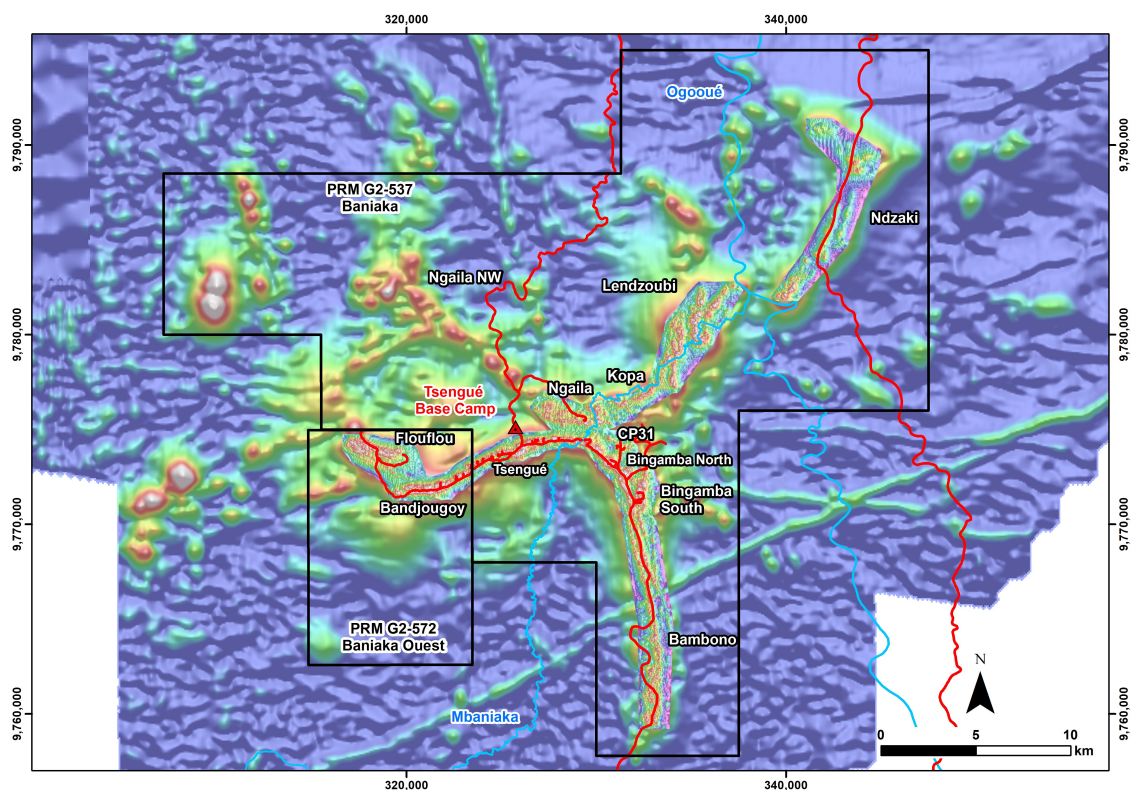 320,000
340,000
Ogooué
9,790,000
9,790,000
PRM G2-537
Baniaka
Ndzaki
Ngaila NW
Lendzoubi
9,780,000
9,780,000
Kopa
Ngaila
Tsengué
Base Camp
Flouflou
CP31
Tsengué
Bingamba North
Bingamba
South
Bandjougoy
9,770,000
9,770,000
PRM G2-572
Baniaka Ouest
Bambono
N
Mbaniaka
9,760,000
9,760,000
0
5
10
km
320,000
340,000